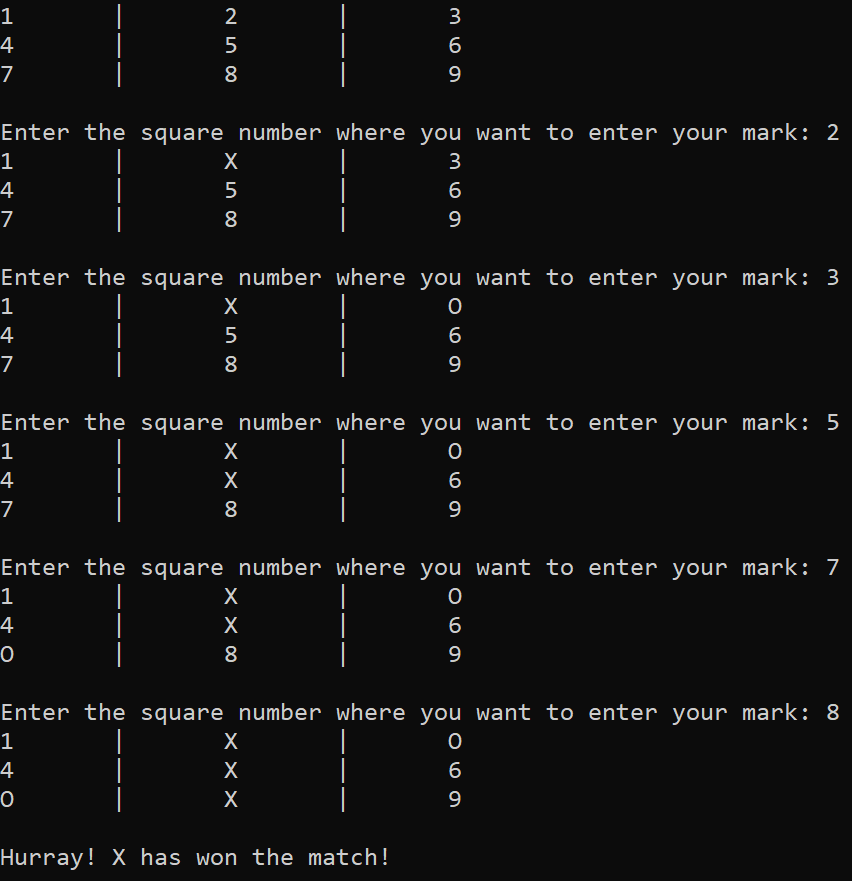 1 | 2 | 3
4 | 5 | 6
7 | 8 | 9
Enter the square number where you want to enter your mark: 2
1 | X | 3
4 | 5 | 6
7 | 8 | 9
Enter the square number where you want to enter your mark: 3
1 | X | O
4 | 5 | 6
7 | 8 | 9
Enter the square number where you want to enter your mark: 5
1 | X | O
4 | X | 6
7 | 8 | 9
Enter the square number where you want to enter your mark: 7
1 | X | O
4 | X | 6
O | 8 | 9
Enter the square number where you want to enter your mark: 8
1 | X | O
4 | X | 6
O | X | 9
Hurray! X has won the match!